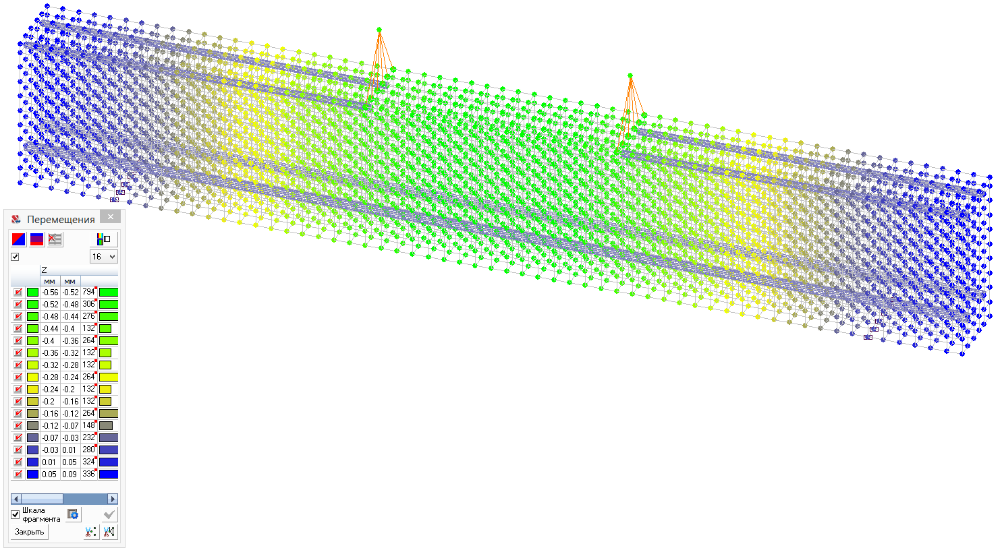 Перемещения
16
Z
мм мм
-0.56 -0.52 794
-0.52 -0.48 306
-0.48 -0.44 276
-0.44 -0.4 132
-0.4 -0.36 264
-0.36 -0.32 132
-0.32 -0.28 132
-0.28 -0.24 264
-0.24 -0.2 132
-0.2 -0.16 132
-0.16 -0.12 264
-0.12 -0.07 148
-0.07 -0.03 232
-0.03 0.01 280
0.01 0.05 324
0.05 0.09 336
Шкала
фрагмента
Закрыть